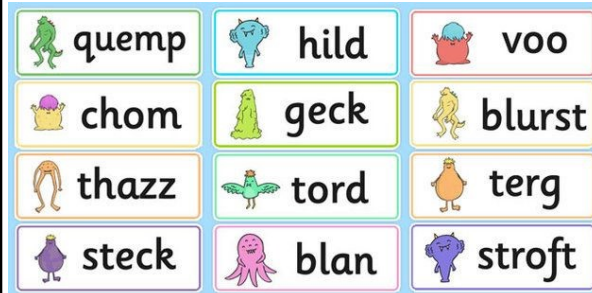 quemp hild voo
chom geck blurst
thazz tord terg
steck blan stroft